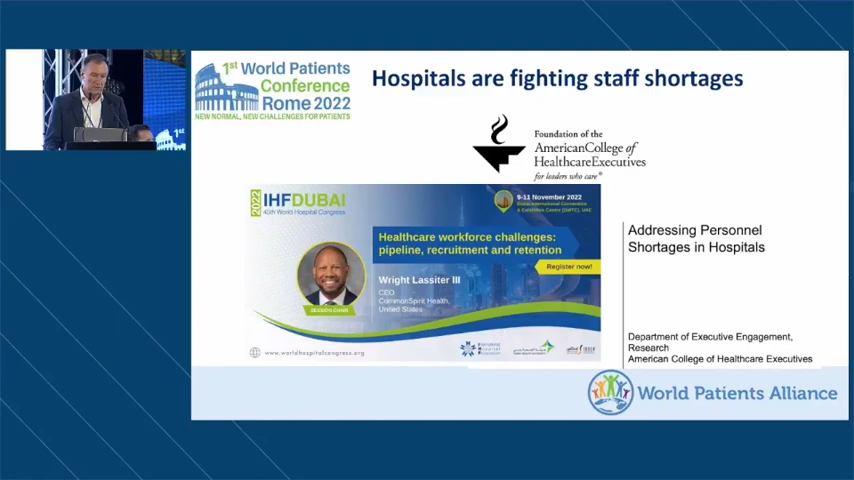 1st World Patients
Conference
Rome 2022
NEW NORMAL, NEW CHALLENGES FOR PATIENTS
Hospitals are fighting staff shortages
Foundation of the
American College of
Healthcare Executives
for leaders who care®
2022 IHFDUBAI
45th World Hospital Congress
9-11 November 2022
Healthcare workforce challenges:
pipeline, recruitment and retention
Register now!
Wright Lassiter III
CEO
CommonSpirit Health,
United States
SESSION CHAIR
www.worldhospitalcongress.org
Addressing Personnel
Shortages in Hospitals
Department of Executive Engagement,
Research
American College of Healthcare Executives
World Patients Alliance